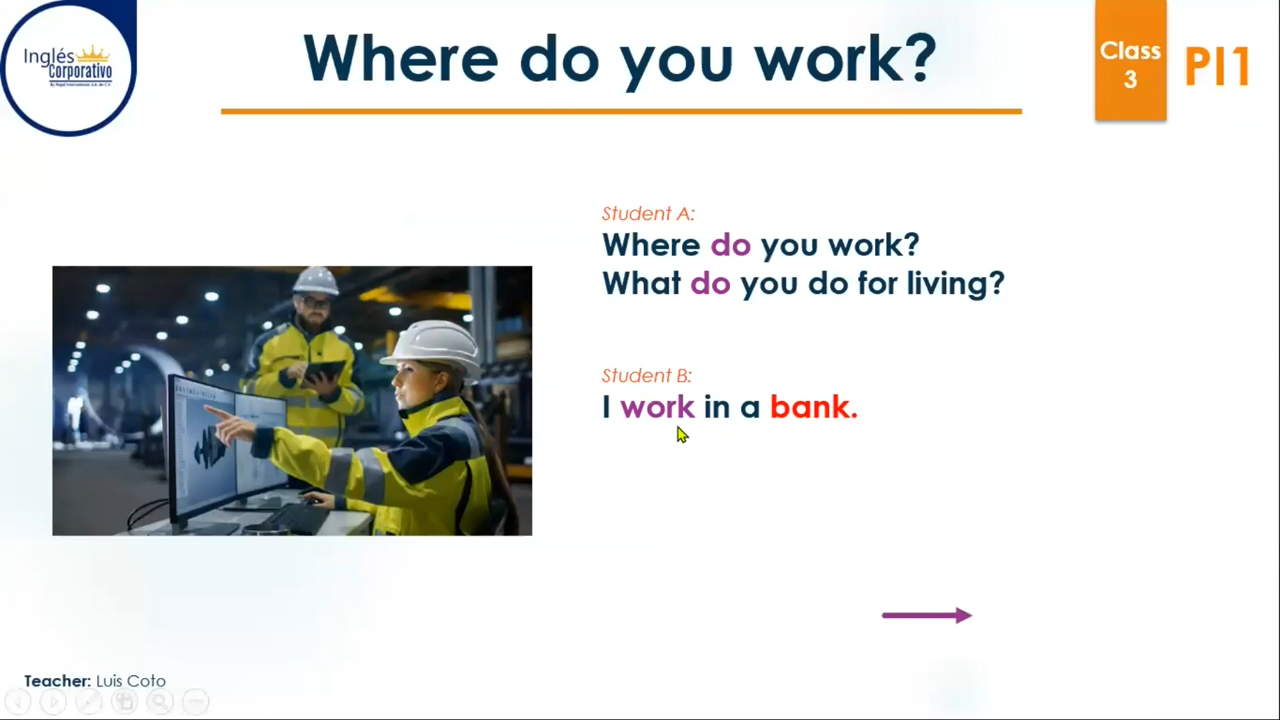 Inglés
Corporativo
Where do you work?
Class
3
PI1
Student A:
Where do you work?
What do you do for living?
Student B:
I work in a bank.
Teacher: Luis Coto